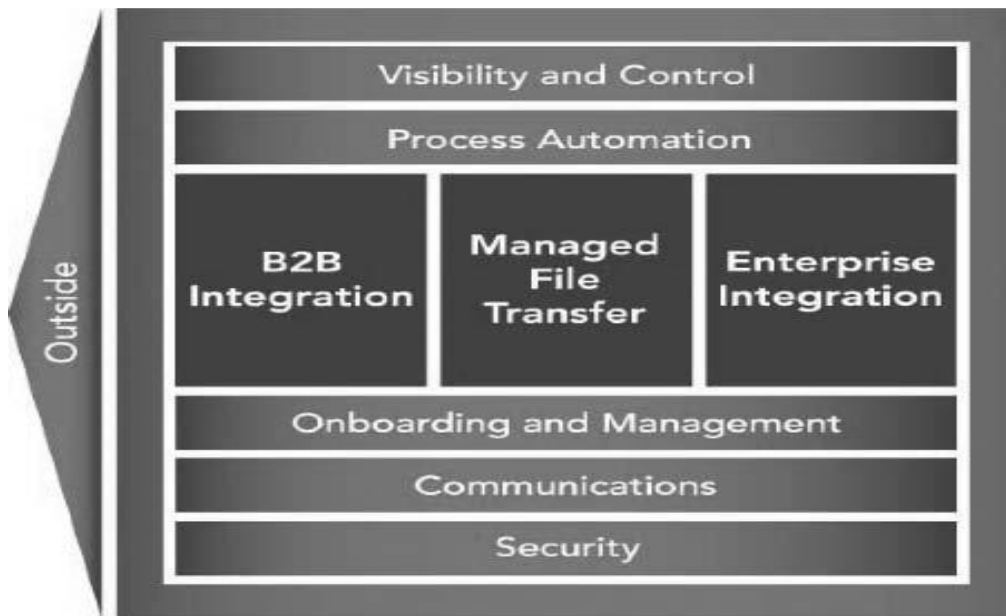 Visibility and Control
Process Automation
B2B
Integration
Managed
File
Transfer
Enterprise
Integration
Outside
Onboarding and Management
Communications
Security